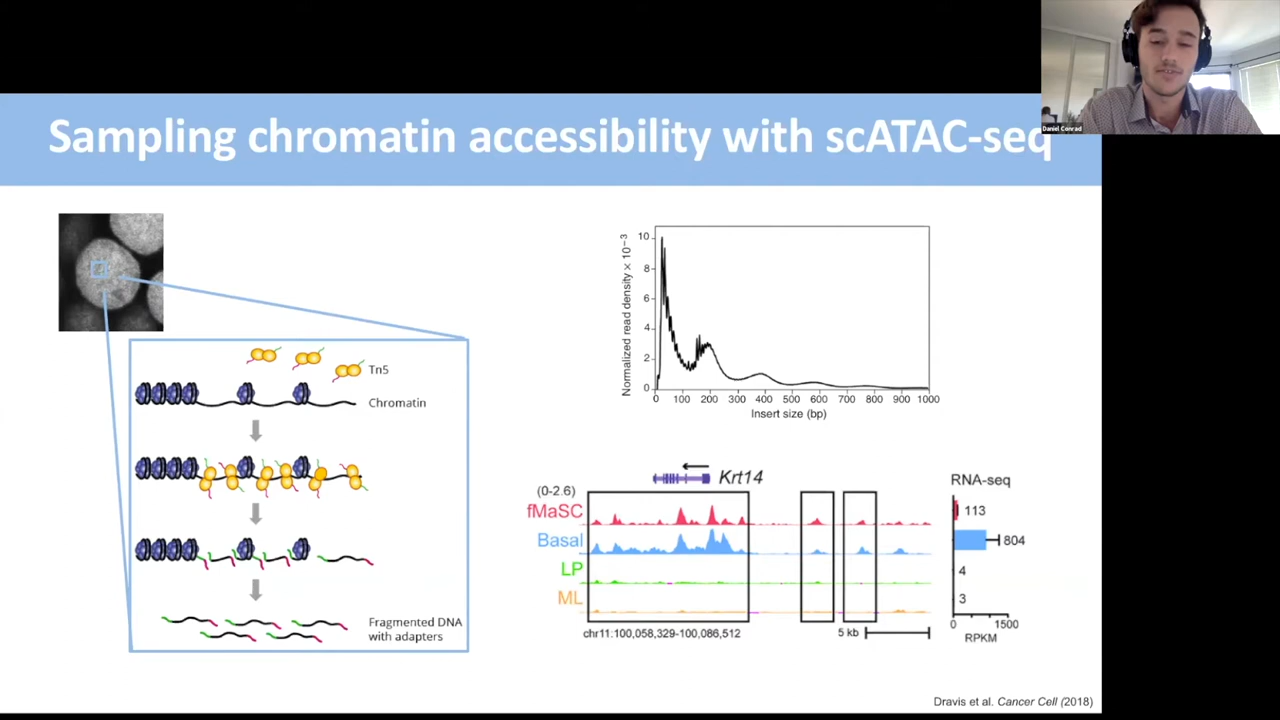 Daniel Conrad
Sampling chromatin accessibility with scATAC-seq
Tn5
Chromatin
Fragmented DNA
with adapters
Normalized read density × 10⁻³
10
8
6
4
2
0
0 100 200 300 400 500 600 700 800 900 1000
Insert size (bp)
Krt14
(0-2.6)
fMaSC
Basal
LP
ML
chr11:100,058,329-100,086,512
5 kb
RNA-seq
113
804
4
3
0 1500
RPKM
Dravis et al. Cancer Cell (2018)